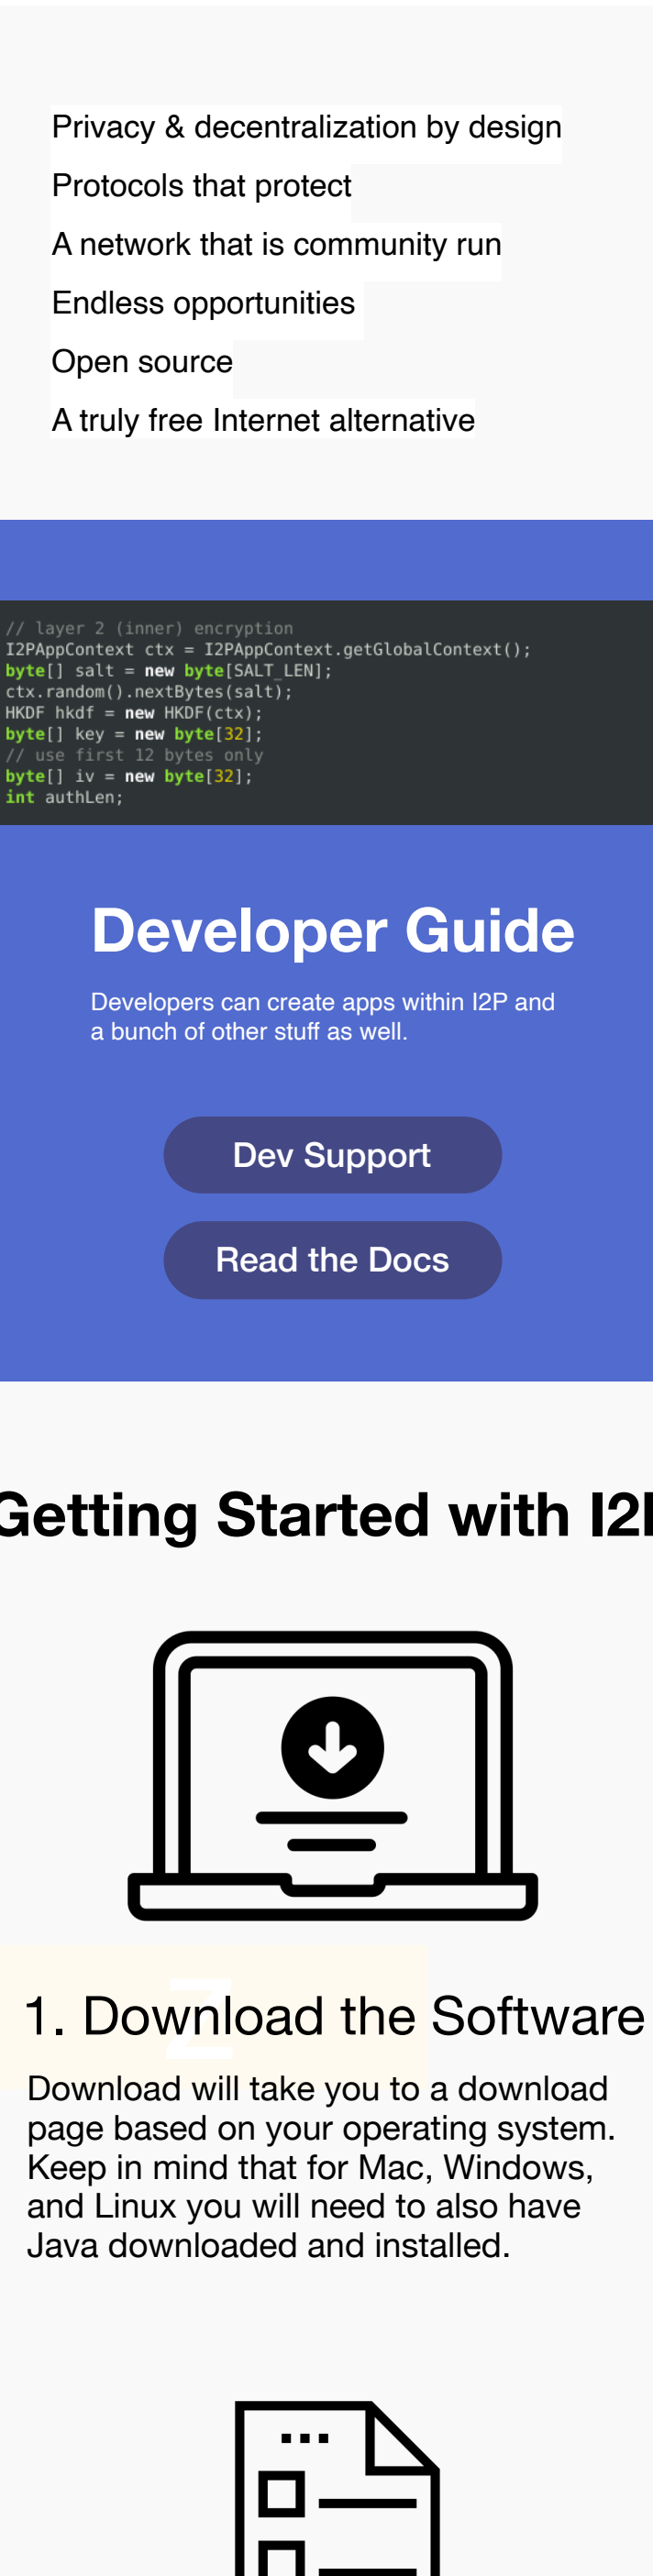 Privacy & decentralization by design
Protocols that protect
A network that is community run
Endless opportunities
Open source
A truly free Internet alternative
// layer 2 (inner) encryption
I2PAppContext ctx = I2PAppContext.getGlobalContext();
byte[] salt = new byte[SALT_LEN];
ctx.random().nextBytes(salt);
HKDF hkdf = new HKDF(ctx);
byte[] key = new byte[32];
// use first 12 bytes only
byte[] iv = new byte[32];
int authLen;
Developer Guide
Developers can create apps within I2P and
a bunch of other stuff as well.
Dev Support
Read the Docs
Getting Started with I2P
1. Download the Software
Download will take you to a download
page based on your operating system.
Keep in mind that for Mac, Windows,
and Linux you will need to also have
Java downloaded and installed.